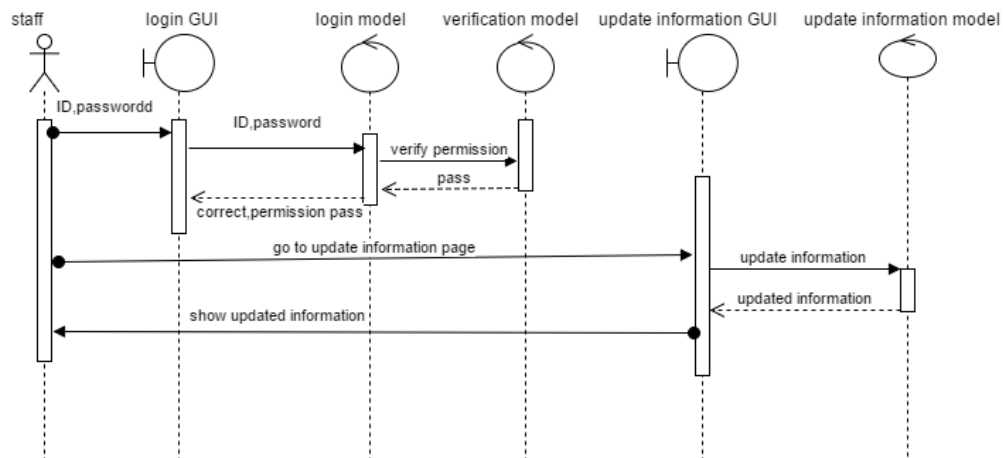 staff
login GUI
login model
verification model
update information GUI
update information model
ID,passwordd
ID,password
verify permission
pass
correct,permission pass
go to update information page
update information
updated information
show updated information